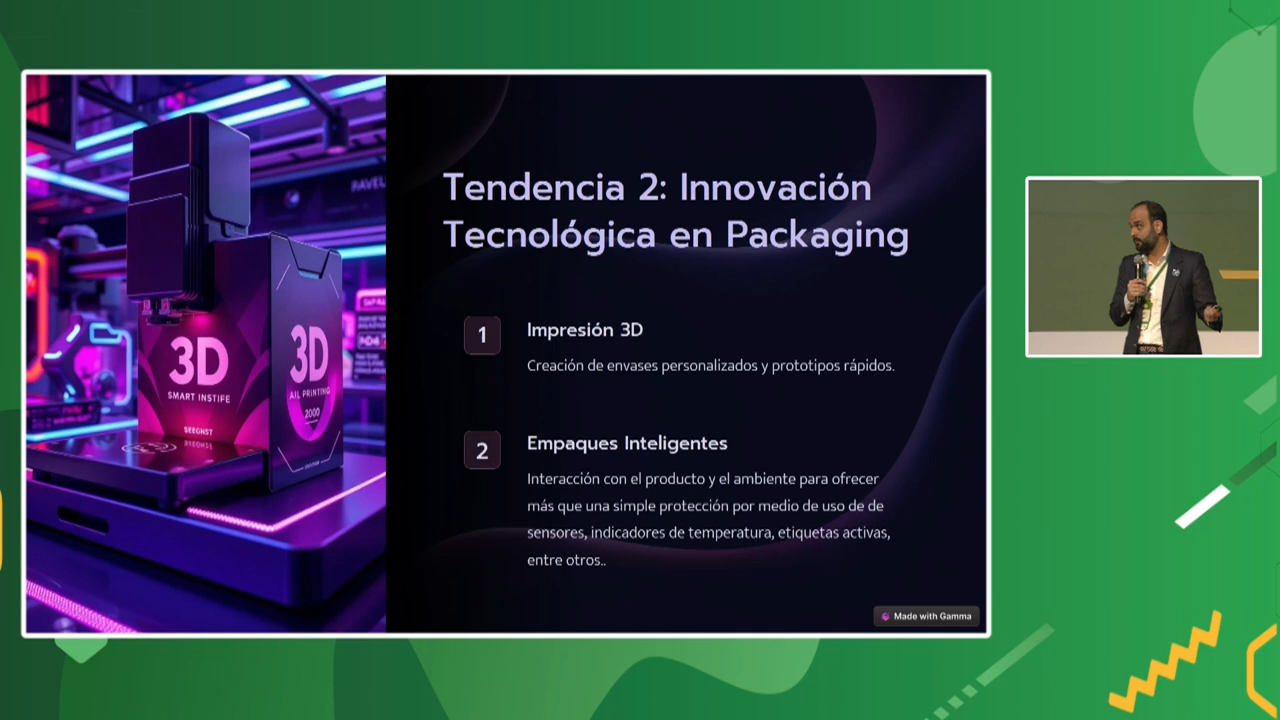 Tendencia 2: Innovación
Tecnológica en Packaging
1
Impresión 3D
Creación de envases personalizados y prototipos rápidos.
2
Empaques Inteligentes
Interacción con el producto y el ambiente para ofrecer
más que una simple protección por medio de uso de de
sensores, indicadores de temperatura, etiquetas activas,
entre otros..
Made with Gamma
3D
SMART INSTIFE
SEEGNST
3D
AIL PRINTING
2000